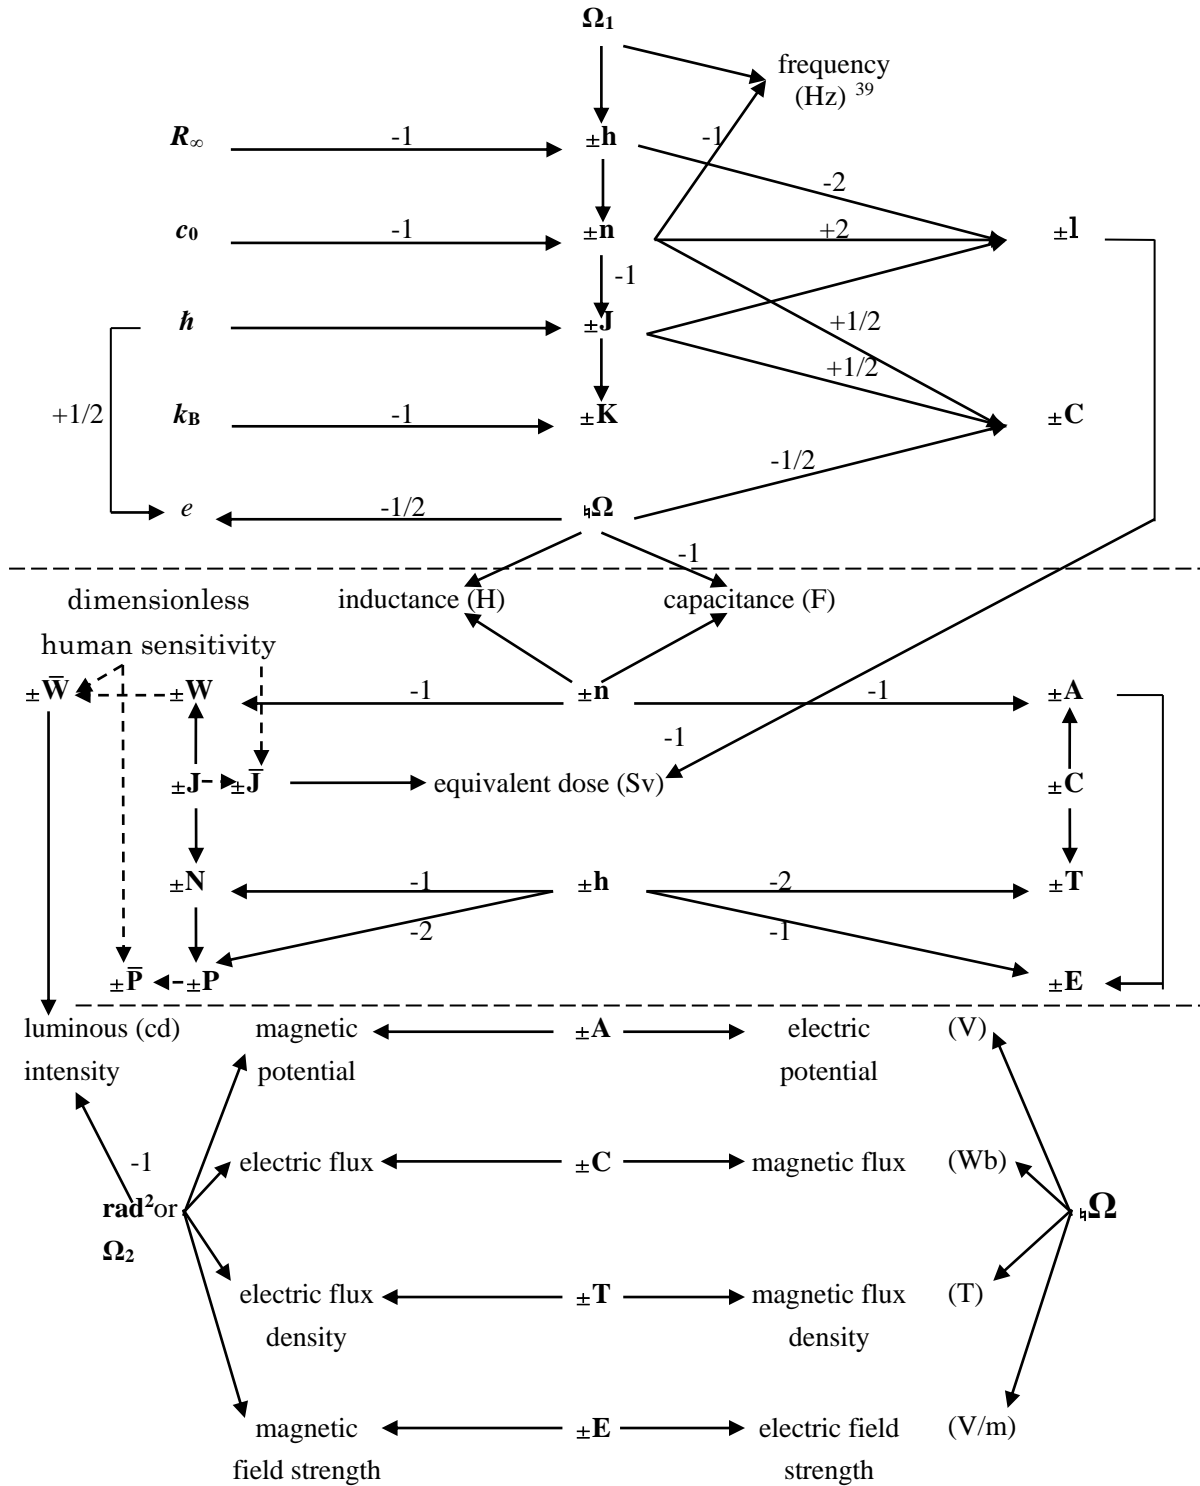 Ω₁
frequency
(Hz) ³⁹
R∞ -1 ±h -1
-2
c₀ -1 ±n +2 ±l
-1
ħ ±J +1/2
+1/2 +1/2
k_B -1 ±K ±C
-1/2
e -1/2 ♮Ω
-1
dimensionless inductance (H) capacitance (F)
human sensitivity
±W̄ ±W -1 ±n -1 ±A
-1
±J ±J̄ equivalent dose (Sv) ±C
±N -1 ±h -2 ±T
-2 -1
±P̄ ±P ±E
luminous (cd) magnetic ±A electric (V)
intensity potential potential
-1 electric flux ±C magnetic flux (Wb)
rad² or ♮Ω
Ω₂
electric flux ±T magnetic flux (T)
density density
magnetic ±E electric field (V/m)
field strength strength